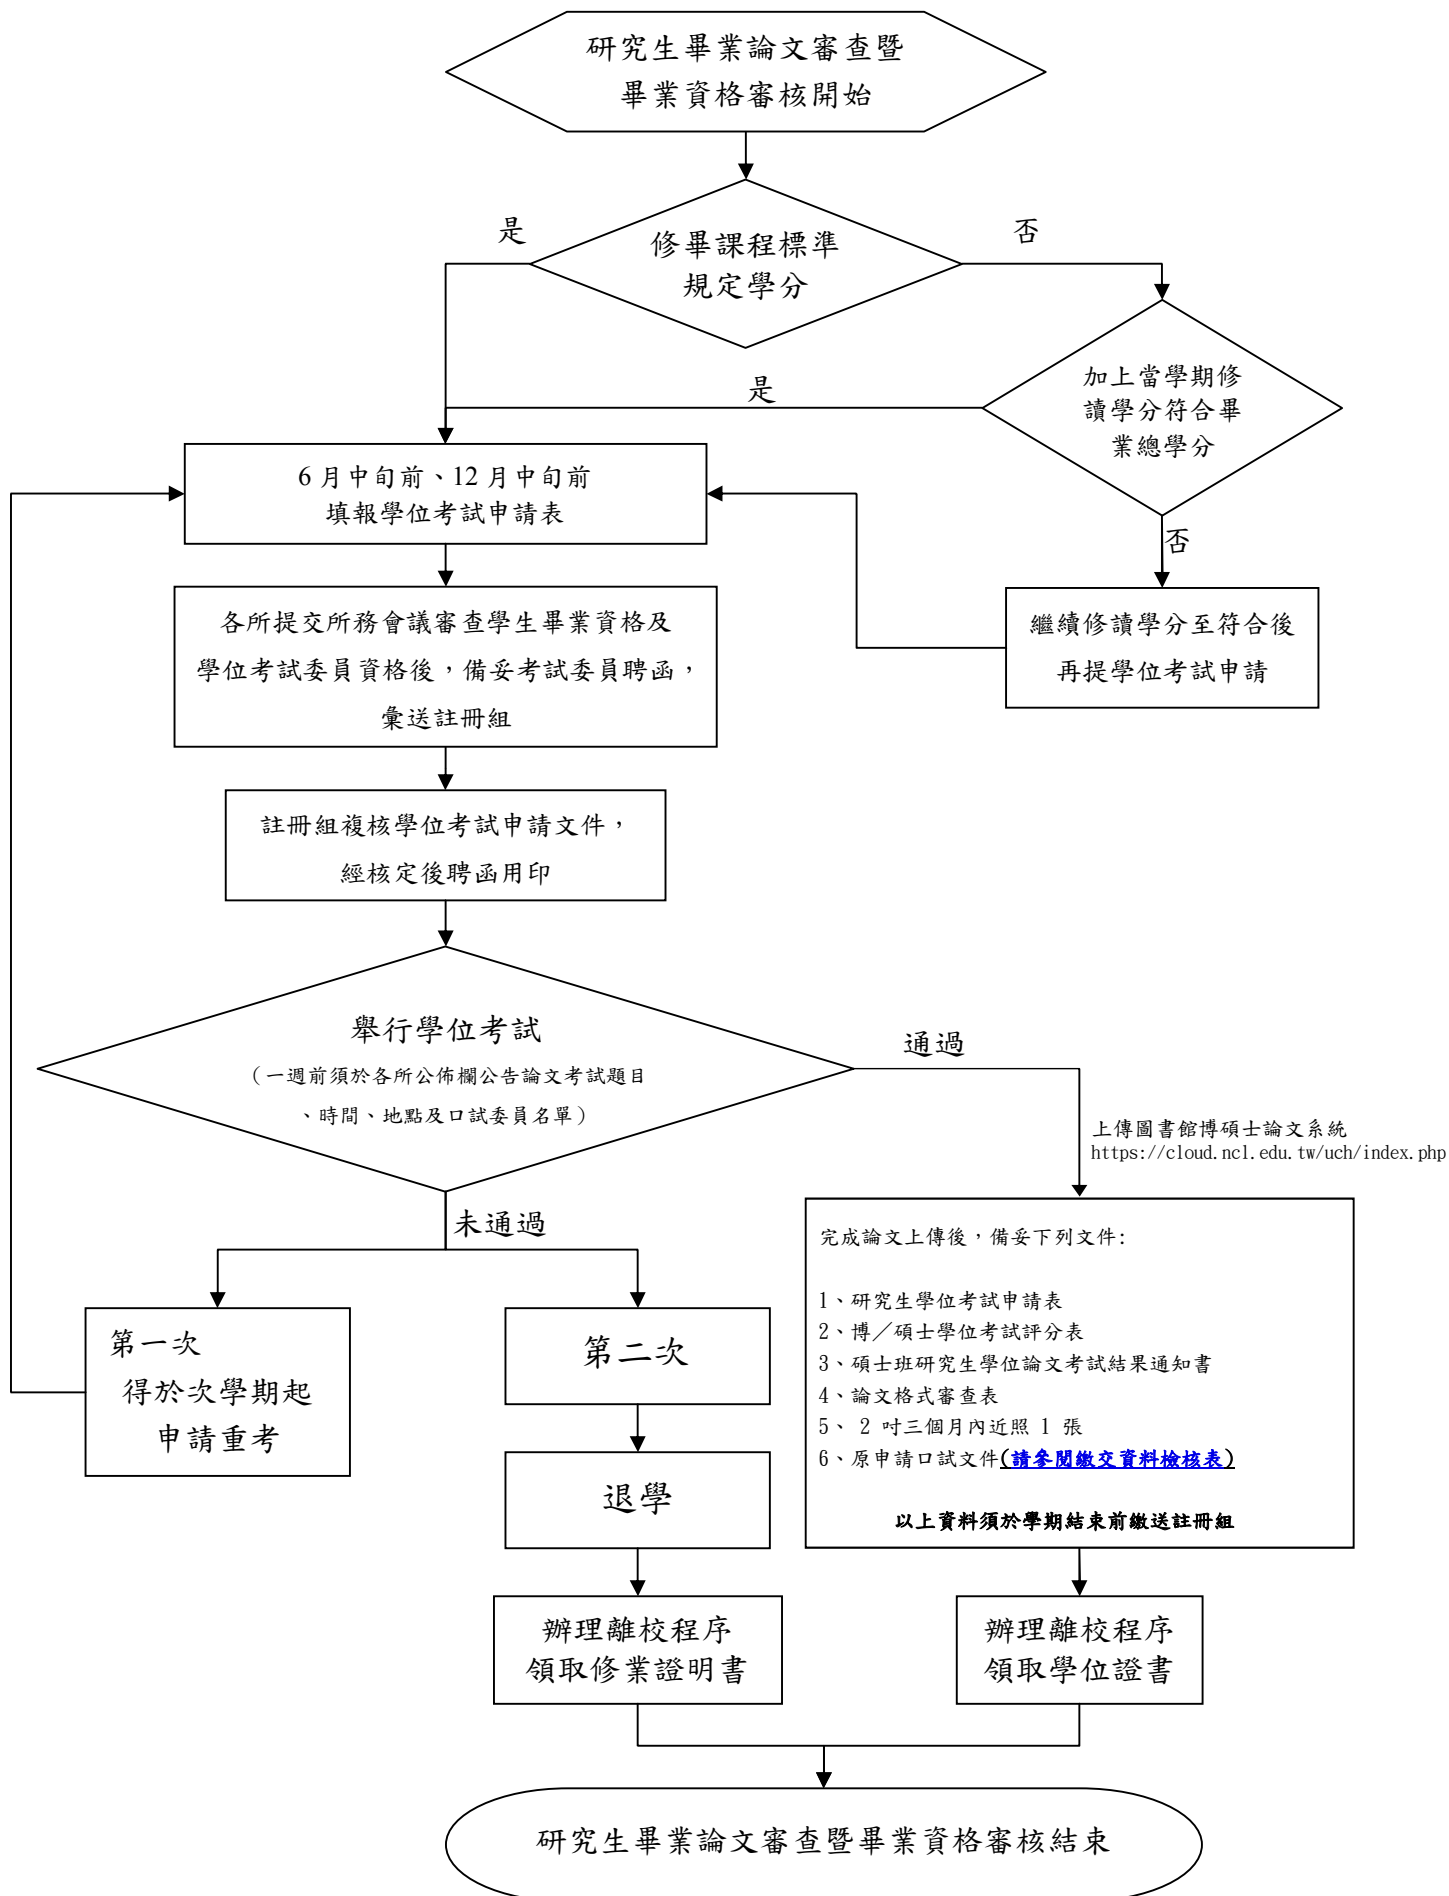 研究生畢業論文審查暨
畢業資格審核開始
是
否
修畢課程標準
規定學分
是
加上當學期修
讀學分符合畢
業總學分
6 月中旬前、12 月中旬前
填報學位考試申請表
否
各所提交所務會議審查學生畢業資格及
學位考試委員資格後，備妥考試委員聘函，
彙送註冊組
繼續修讀學分至符合後
再提學位考試申請
註冊組複核學位考試申請文件，
經核定後聘函用印
舉行學位考試
（一週前須於各所公佈欄公告論文考試題目
、時間、地點及口試委員名單）
通過
上傳圖書館博碩士論文系統
https://cloud.ncl.edu.tw/uch/index.php
未通過
第一次
得於次學期起
申請重考
第二次
退學
辦理離校程序
領取修業證明書
完成論文上傳後，備妥下列文件:
1、研究生學位考試申請表
2、博／碩士學位考試評分表
3、碩士班研究生學位論文考試結果通知書
4、論文格式審查表
5、 2 吋三個月內近照 1 張
6、原申請口試文件(請參閱繳交資料檢核表)
以上資料須於學期結束前繳送註冊組
辦理離校程序
領取學位證書
研究生畢業論文審查暨畢業資格審核結束